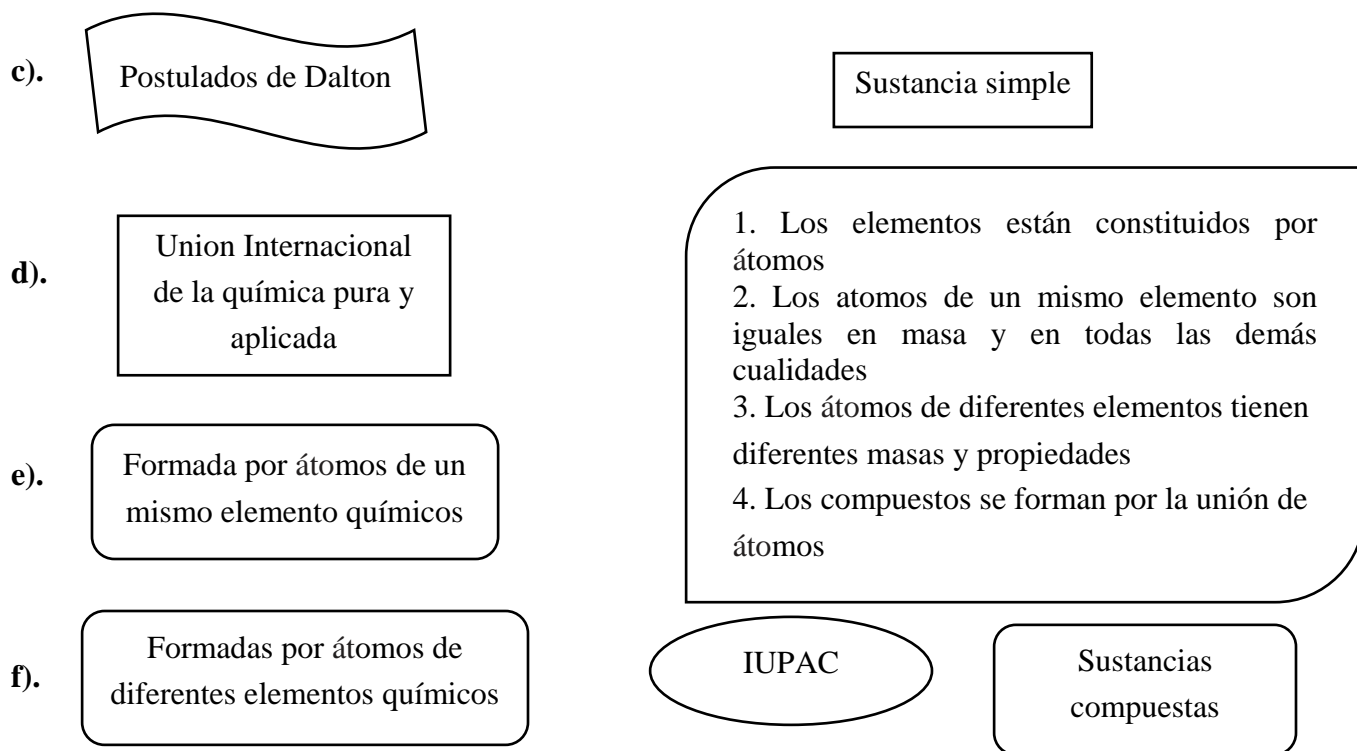 c).
Postulados de Dalton
Sustancia simple
d).
Union Internacional
de la química pura y
aplicada
1. Los elementos están constituidos por
átomos
2. Los atomos de un mismo elemento son
iguales en masa y en todas las demás
cualidades
3. Los átomos de diferentes elementos tienen
diferentes masas y propiedades
4. Los compuestos se forman por la unión de
átomos
e).
Formada por átomos de un
mismo elemento químicos
f).
Formadas por átomos de
diferentes elementos químicos
IUPAC
Sustancias
compuestas